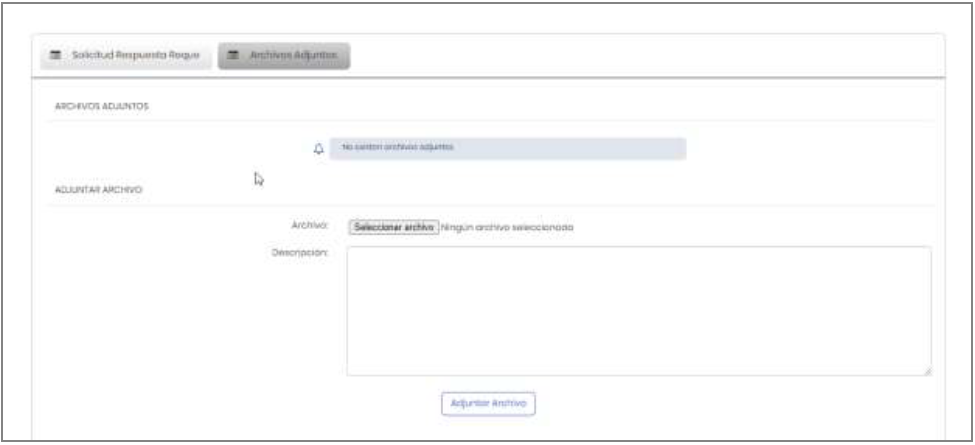 Solicitud Respuesta Reque
Archivos Adjuntos
ARCHIVOS ADJUNTOS
No existen archivos adjuntos
ADJUNTAR ARCHIVO
Archivo: Seleccionar archivo Ningún archivo seleccionado
Descripción:
Adjuntar Archivo